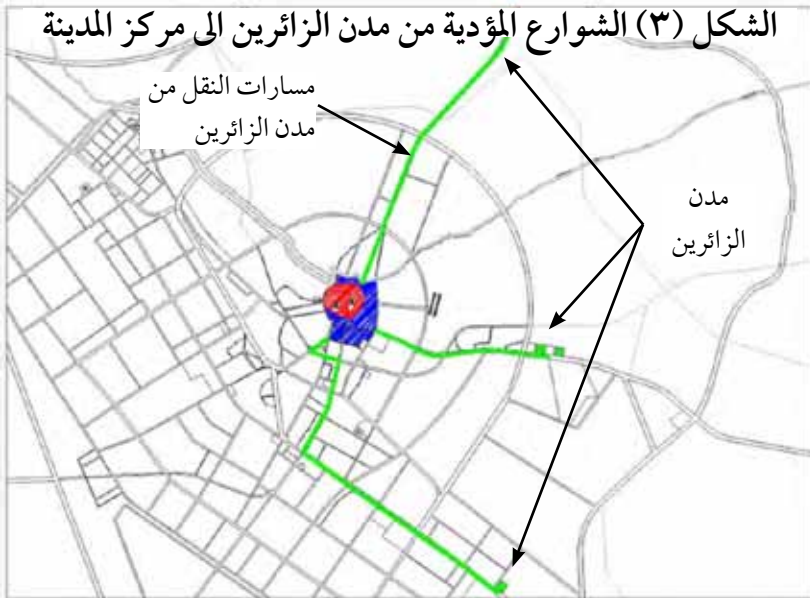 الشكل (٣) الشوارع المؤدية من مدن الزائرين الى مركز المدينة
مسارات النقل من
مدن الزائرين
مدن
الزائرين